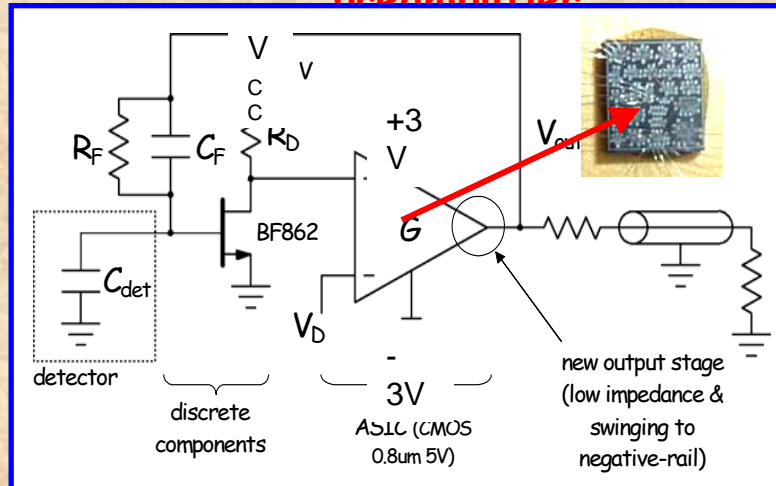 V
v
C
C
+3
V
R_F
C_F
R_D
V_out
BF862
G
C_det
V_D
detector
-
3V
discrete
components
ASIC (CMOS
0.8um 5V)
new output stage
(low impedance &
swinging to
negative-rail)